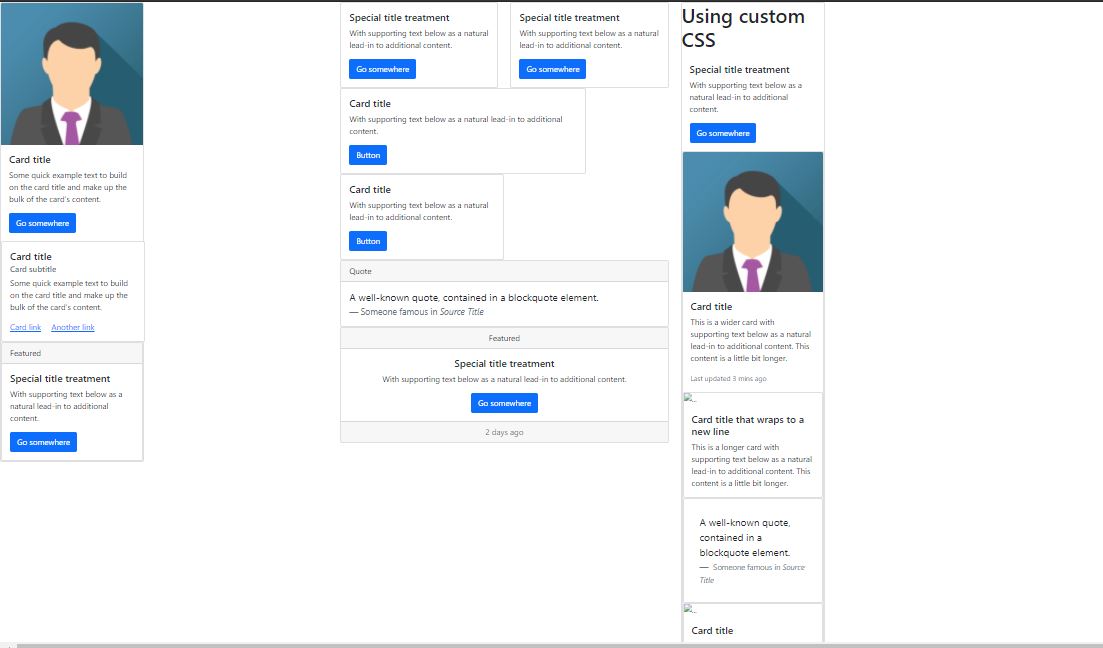 Card title
Some quick example text to build
on the card title and make up the
bulk of the card's content.
Go somewhere
Card title
Card subtitle
Some quick example text to build
on the card title and make up the
bulk of the card's content.
Card link Another link
Featured
Special title treatment
With supporting text below as a
natural lead-in to additional
content.
Go somewhere
Special title treatment
With supporting text below as a natural
lead-in to additional content.
Go somewhere
Special title treatment
With supporting text below as a natural
lead-in to additional content.
Go somewhere
Card title
With supporting text below as a natural lead-in to additional
content.
Button
Card title
With supporting text below as a natural
lead-in to additional content.
Button
Quote
A well-known quote, contained in a blockquote element.
— Someone famous in Source Title
Featured
Special title treatment
With supporting text below as a natural lead-in to additional content.
Go somewhere
2 days ago
Using custom
CSS
Special title treatment
With supporting text below as a
natural lead-in to additional
content.
Go somewhere
Card title
This is a wider card with
supporting text below as a natural
lead-in to additional content. This
content is a little bit longer.
Last updated 3 mins ago
...
Card title that wraps to a
new line
This is a longer card with
supporting text below as a natural
lead-in to additional content. This
content is a little bit longer.
A well-known quote,
contained in a
blockquote element.
— Someone famous in Source
Title
...
Card title